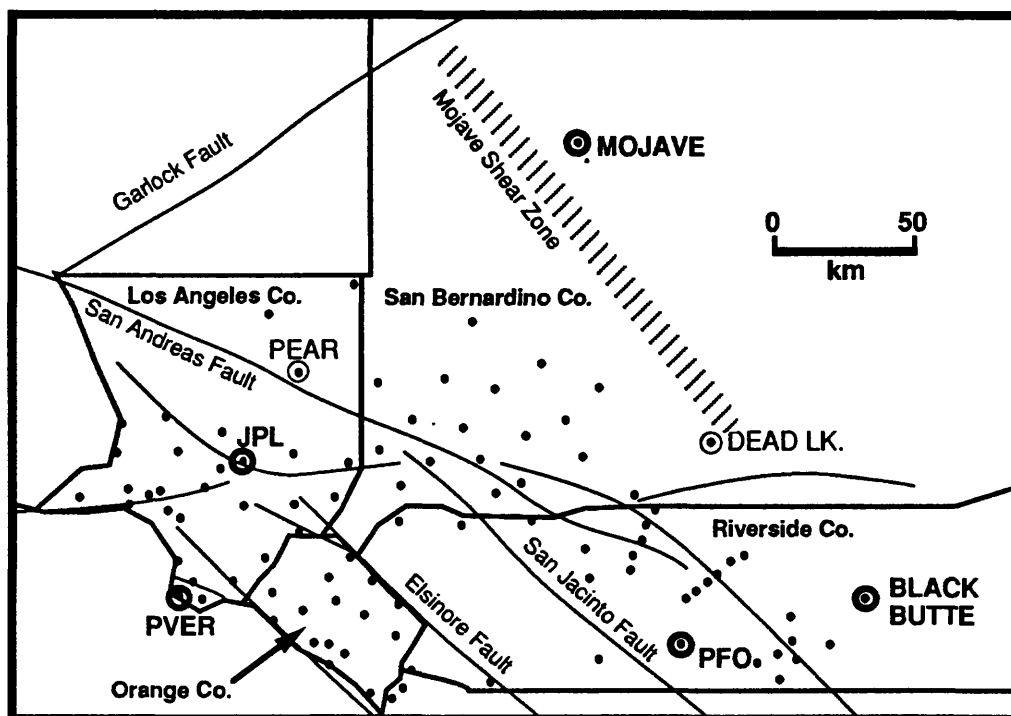 Garlock Fault
Mojave Shear Zone
MOJAVE
0 50
km
Los Angeles Co.
San Bernardino Co.
San Andreas Fault
PEAR
JPL
DEAD LK.
Riverside Co.
Elsinore Fault
San Jacinto Fault
BLACK
BUTTE
PVER
PFO
Orange Co.